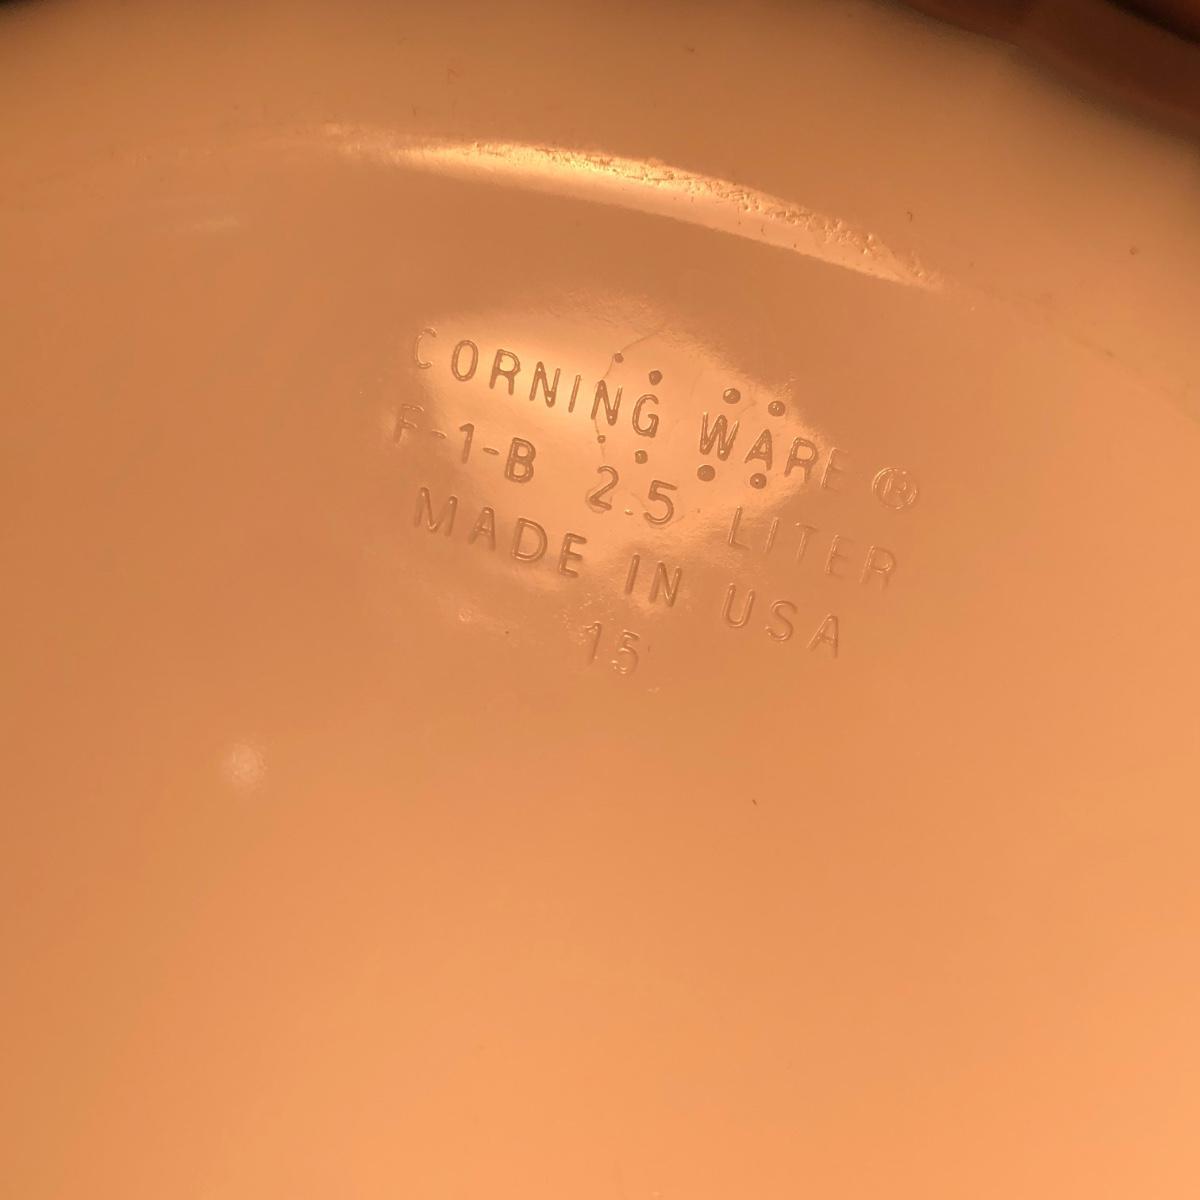 CORNING WARE ®
F-1-B 2.5 LITER
MADE IN USA
15